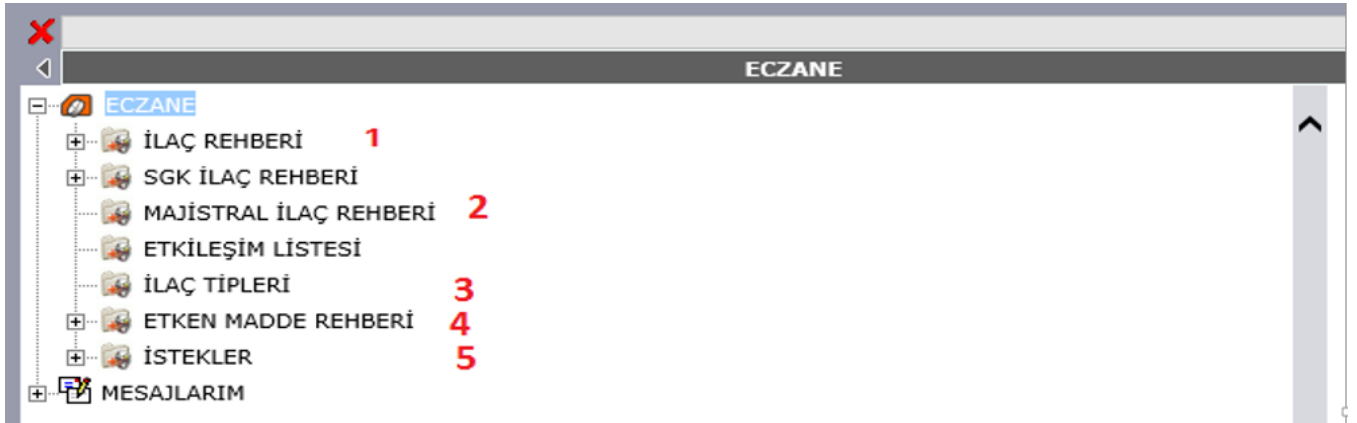 ECZANE
ECZANE
İLAÇ REHBERİ 1
SGK İLAÇ REHBERİ
MAJİSTRAL İLAÇ REHBERİ 2
ETKİLEŞİM LİSTESİ
İLAÇ TİPLERİ 3
ETKEN MADDE REHBERİ 4
İSTEKLER 5
MESAJLARIM